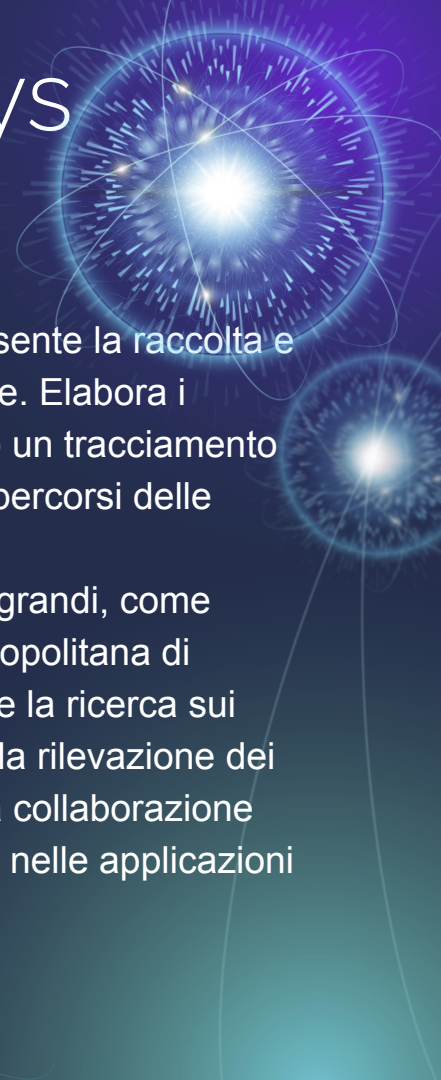 ys
sente la raccolta e
e. Elabora i
un tracciamento
percorsi delle
grandi, come
opolitana di
e la ricerca sui
la rilevazione dei
a collaborazione
nelle applicazioni